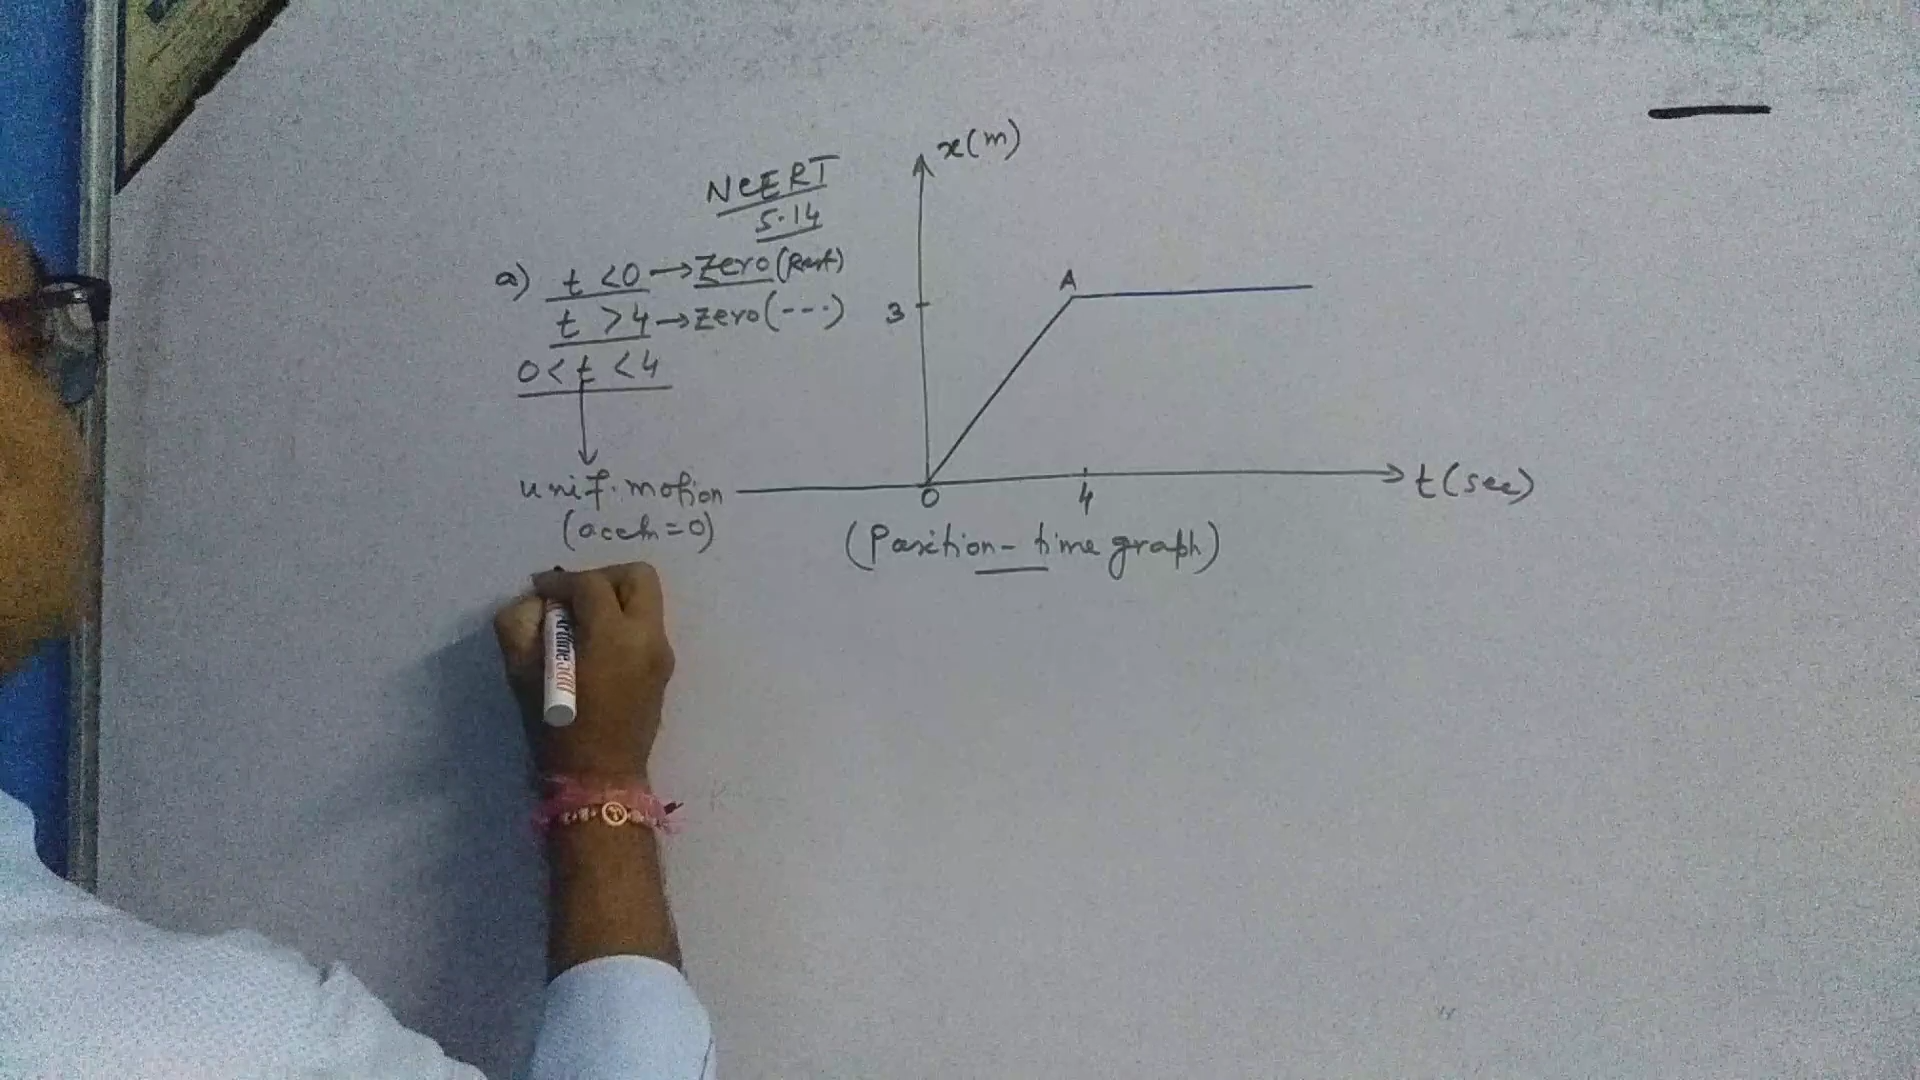 NCERT
5.14
a) t <0 → zero (Rest)
t >4 → zero (---)
0< t <4
unif. motion
(acceln = 0)
x(m)
A
3
0
4
t (sec)
(Position - time graph)